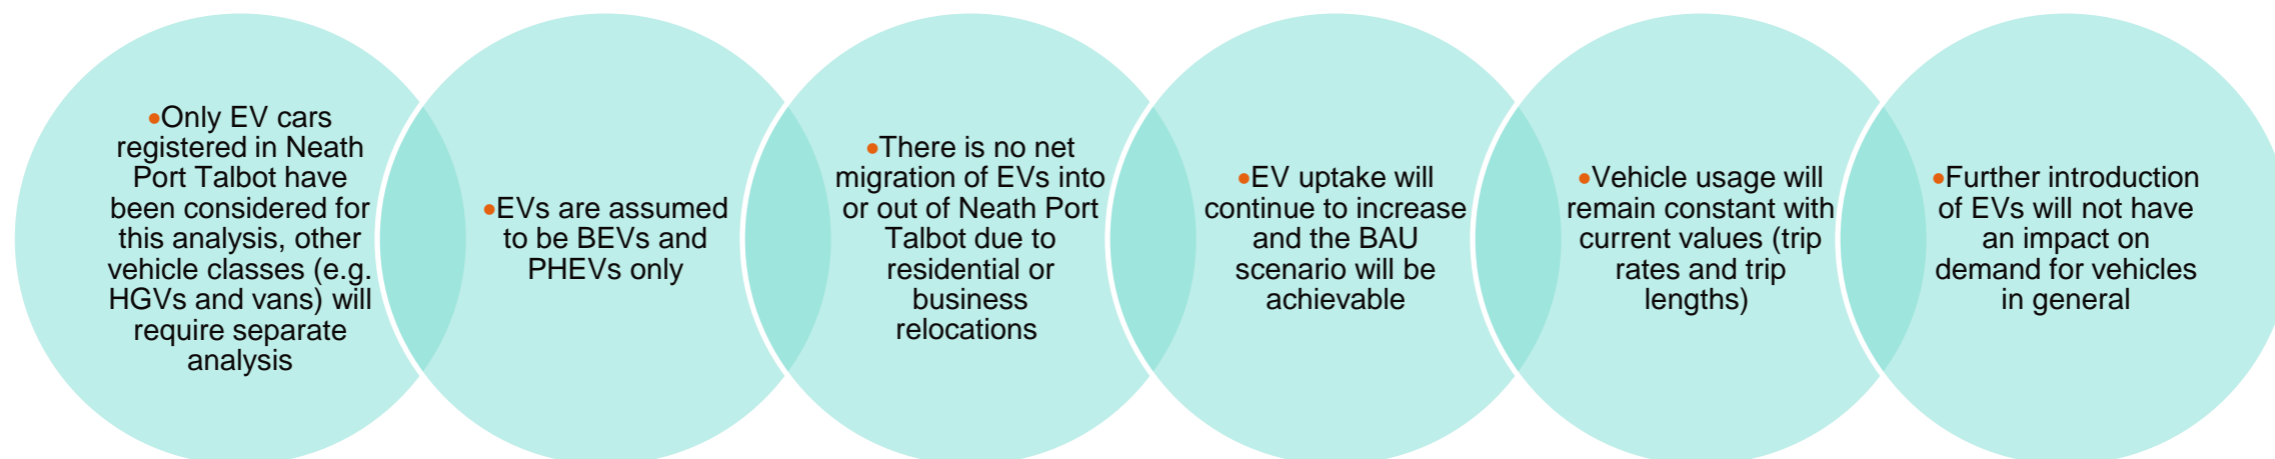 •Only EV cars
registered in Neath
Port Talbot have
been considered for
this analysis, other
vehicle classes (e.g.
HGVs and vans) will
require separate
analysis
•EVs are assumed
to be BEVs and
PHEVs only
•There is no net
migration of EVs into
or out of Neath Port
Talbot due to
residential or
business
relocations
•EV uptake will
continue to increase
and the BAU
scenario will be
achievable
•Vehicle usage will
remain constant with
current values (trip
rates and trip
lengths)
•Further introduction
of EVs will not have
an impact on
demand for vehicles
in general